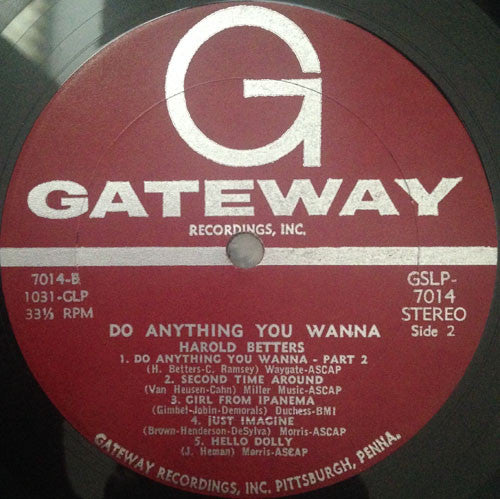 G
GATEWAY
RECORDINGS, INC.
7014-B
1031-GLP
33⅓ RPM
GSLP-
7014
STEREO
Side 2
DO ANYTHING YOU WANNA
HAROLD BETTERS
1. DO ANYTHING YOU WANNA - PART 2
(H. Betters-C. Ramsey) Waygate-ASCAP
2. SECOND TIME AROUND
(Van Heusen-Cahn) Miller Music-ASCAP
3. GIRL FROM IPANEMA
(Gimbel-Jobin-Demorals) Duchess-BMI
4. JUST IMAGINE
(Brown-Henderson-DeSylva) Morris-ASCAP
5. HELLO DOLLY
(J. Heman) Marris-ASCAP
GATEWAY RECORDINGS, INC. PITTSBURGH, PENNA.